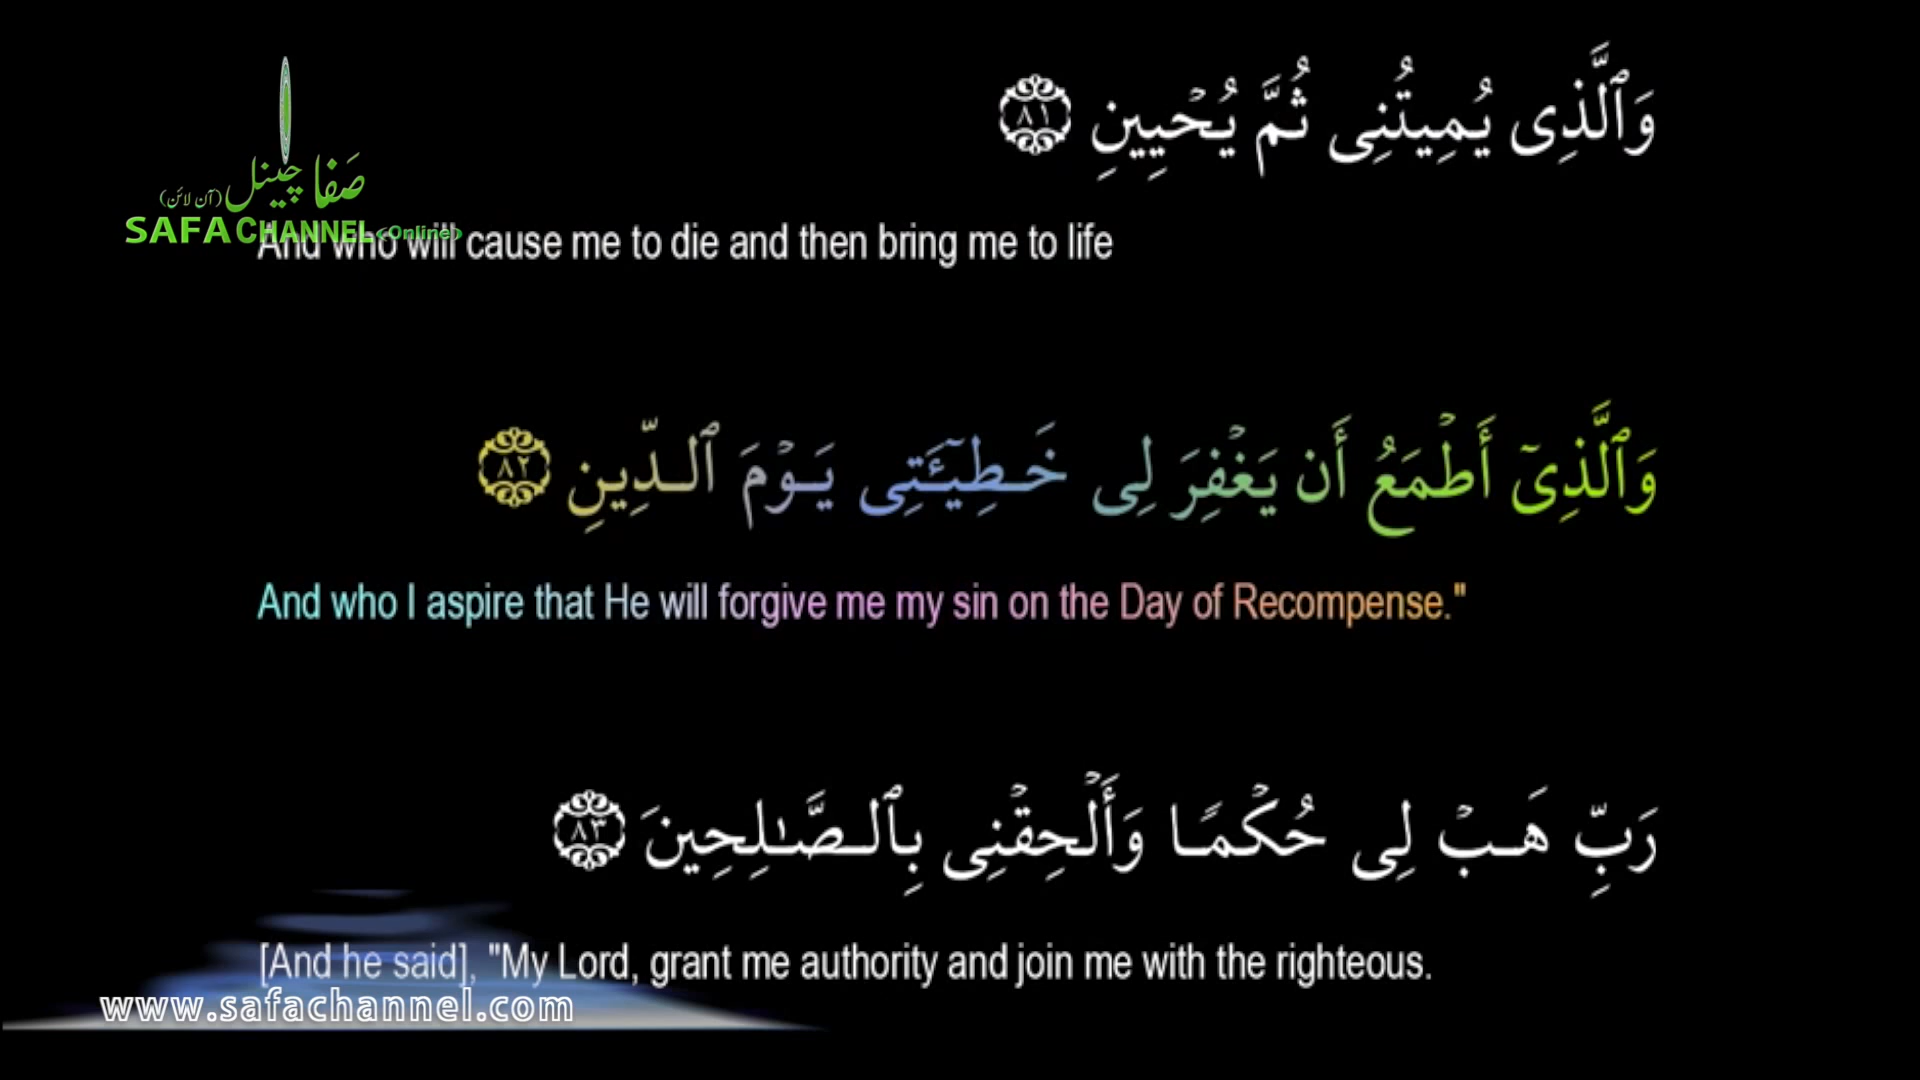 وَٱلَّذِى يُمِيتُنِى ثُمَّ يُحْيِينِ ٨١
صفا چینل (آن لائن)
SAFA CHANNEL <Online>
And who will cause me to die and then bring me to life
وَٱلَّذِىٓ أَطْمَعُ أَن يَغْفِرَ لِى خَطِيٓـَٔتِى يَوْمَ ٱلدِّينِ ٨٢
And who I aspire that He will forgive me my sin on the Day of Recompense."
رَبِّ هَبْ لِى حُكْمًا وَأَلْحِقْنِى بِٱلصَّـٰلِحِينَ ٨٣
[And he said], "My Lord, grant me authority and join me with the righteous.
www.safachannel.com